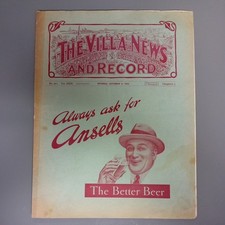 THE VILLA NEWS
AND RECORD
Always ask for
Ansells
The Better Beer